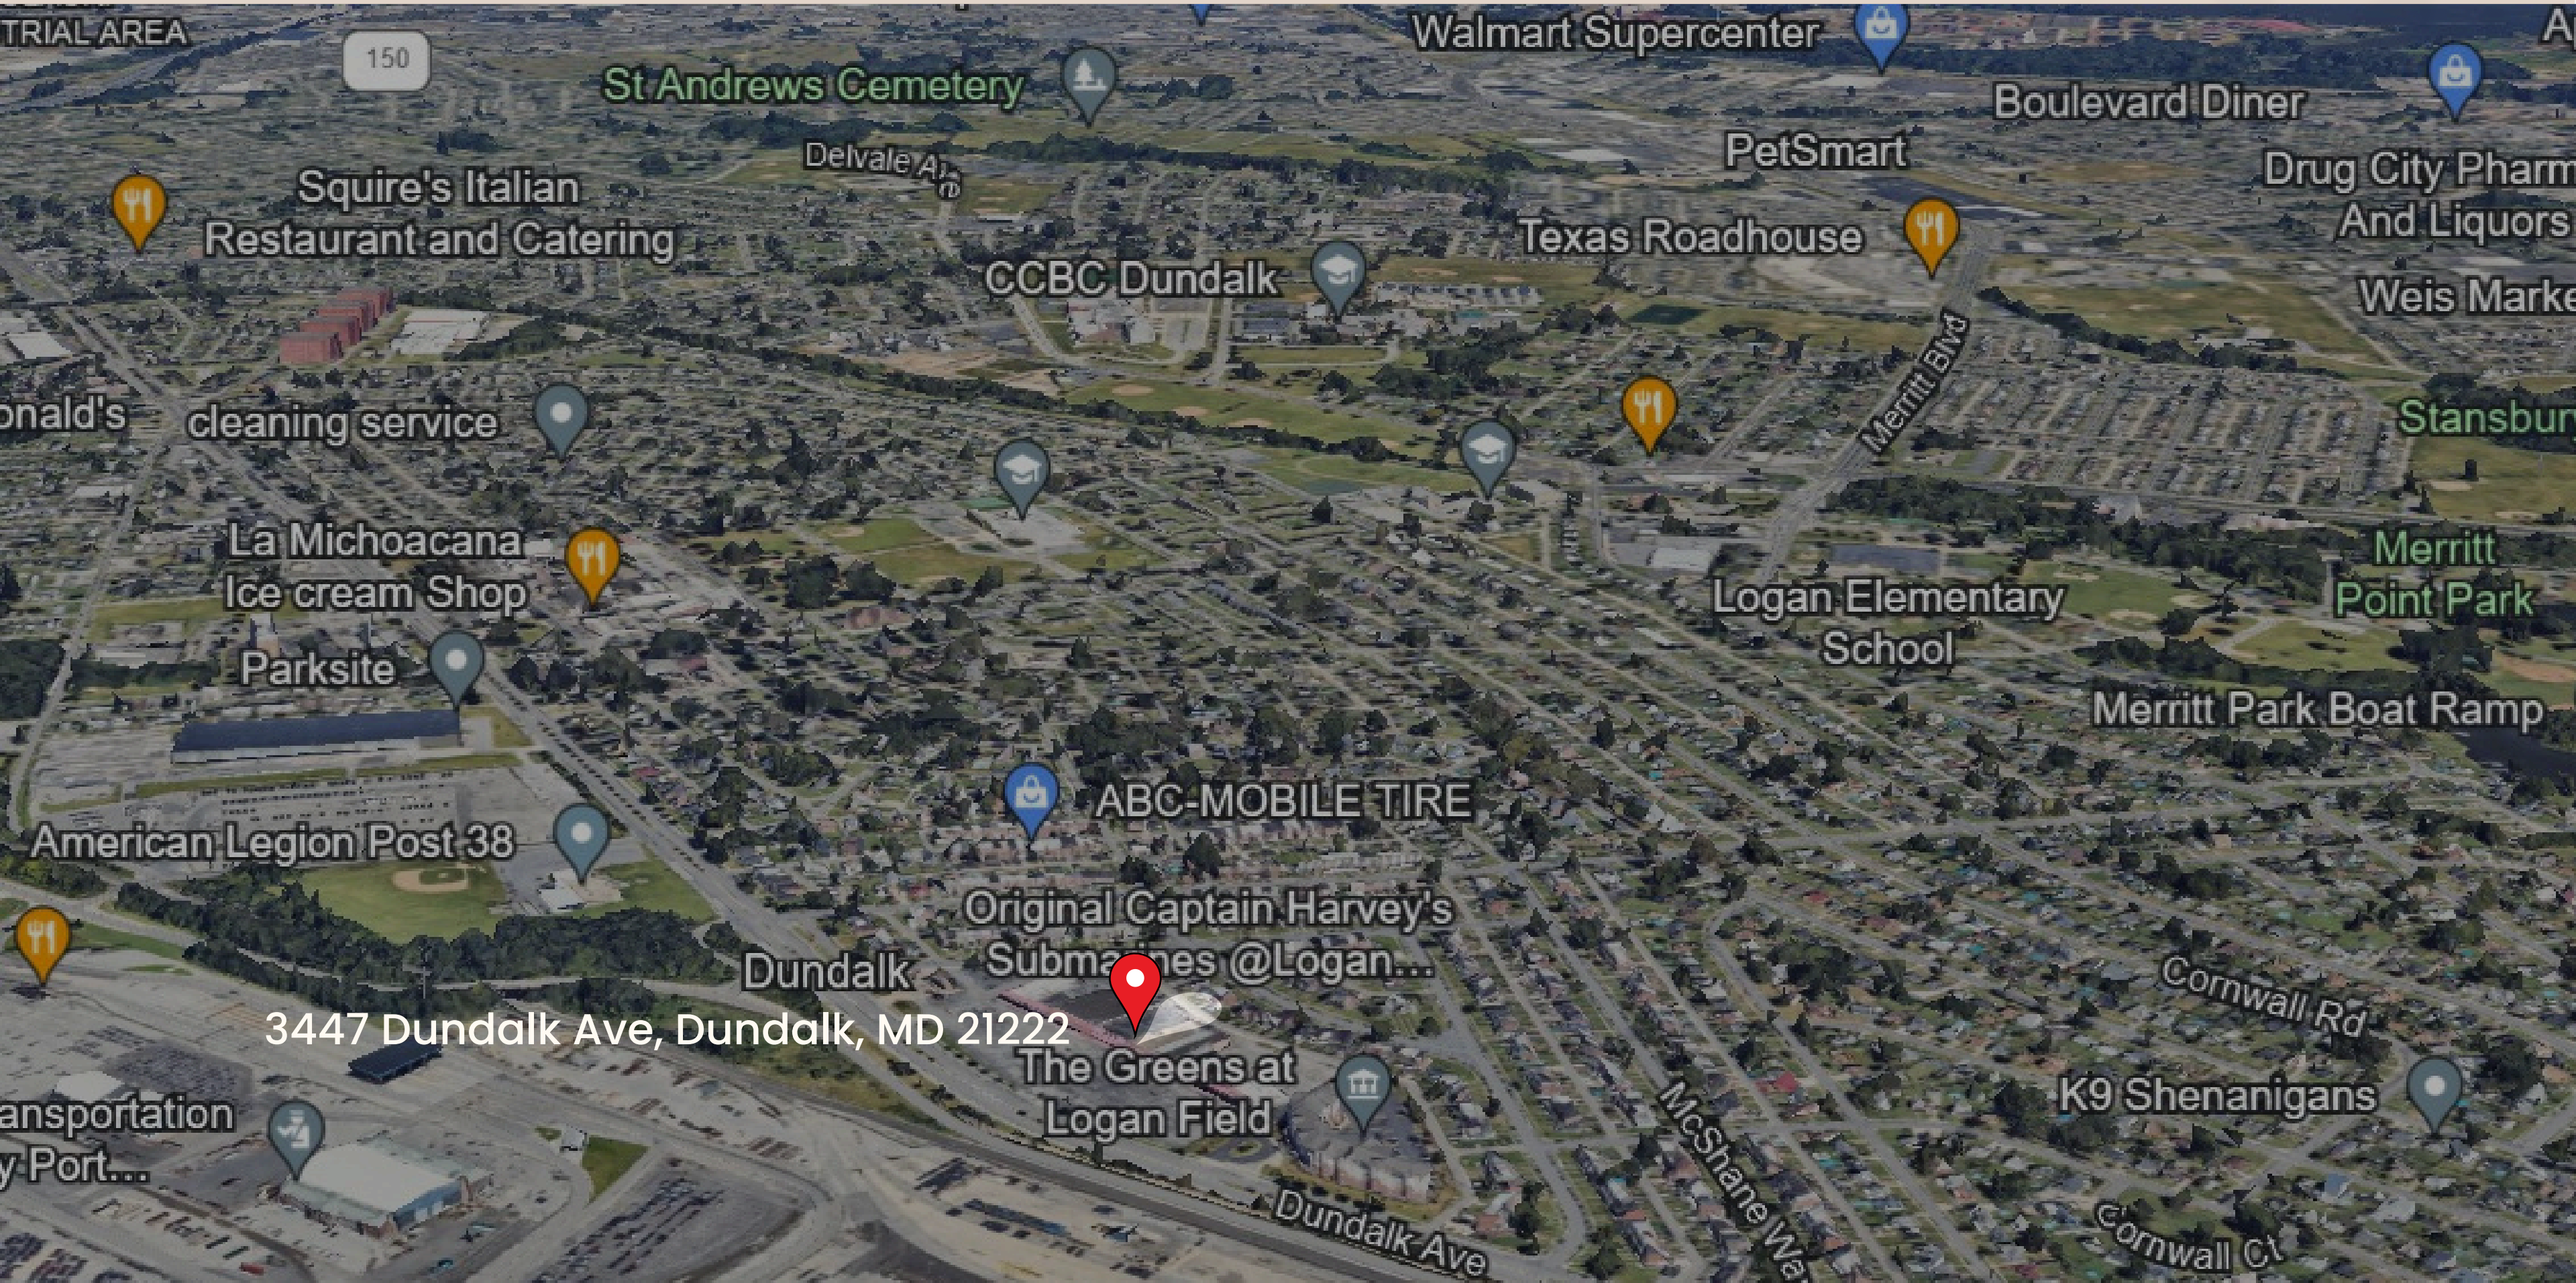 TRIAL AREA
150
St Andrews Cemetery
Walmart Supercenter
Boulevard Diner
Delvale Ave
PetSmart
Drug City Pharm
And Liquors
Squire's Italian
Restaurant and Catering
Texas Roadhouse
CCBC Dundalk
Weis Marke
Merritt Blvd
onald's
cleaning service
Stansbur
La Michoacana
Ice cream Shop
Merritt
Point Park
Logan Elementary
School
Parksite
Merritt Park Boat Ramp
ABC-MOBILE TIRE
American Legion Post 38
Original Captain Harvey's
Submarines @Logan...
Dundalk
Cornwall Rd
3447 Dundalk Ave, Dundalk, MD 21222
The Greens at
Logan Field
K9 Shenanigans
ansportation
y Port...
McShane Way
Dundalk Ave
Cornwall Ct